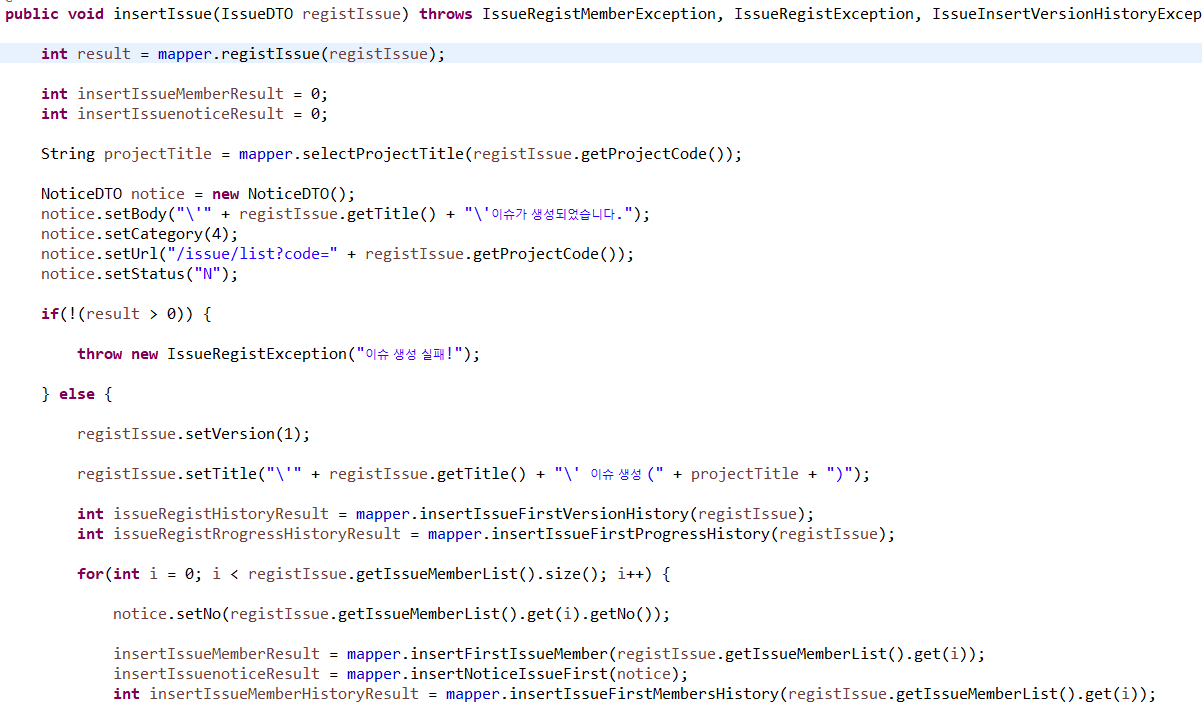 public void insertIssue(IssueDTO registIssue) throws IssueRegistMemberException, IssueRegistException, IssueInsertVersionHistoryExcep
int result = mapper.registIssue(registIssue);
int insertIssueMemberResult = 0;
int insertIssuenoticeResult = 0;
String projectTitle = mapper.selectProjectTitle(registIssue.getProjectCode());
NoticeDTO notice = new NoticeDTO();
notice.setBody("\'" + registIssue.getTitle() + "\'이슈가 생성되었습니다.");
notice.setCategory(4);
notice.setUrl("/issue/list?code=" + registIssue.getProjectCode());
notice.setStatus("N");
if(!(result > 0)) {
throw new IssueRegistException("이슈 생성 실패!");
} else {
registIssue.setVersion(1);
registIssue.setTitle("\'" + registIssue.getTitle() + "\' 이슈 생성 (" + projectTitle + ")");
int issueRegistHistoryResult = mapper.insertIssueFirstVersionHistory(registIssue);
int issueRegistRrogressHistoryResult = mapper.insertIssueFirstProgressHistory(registIssue);
for(int i = 0; i < registIssue.getIssueMemberList().size(); i++) {
notice.setNo(registIssue.getIssueMemberList().get(i).getNo());
insertIssueMemberResult = mapper.insertFirstIssueMember(registIssue.getIssueMemberList().get(i));
insertIssuenoticeResult = mapper.insertNoticeIssueFirst(notice);
int insertIssueMemberHistoryResult = mapper.insertIssueFirstMembersHistory(registIssue.getIssueMemberList().get(i));